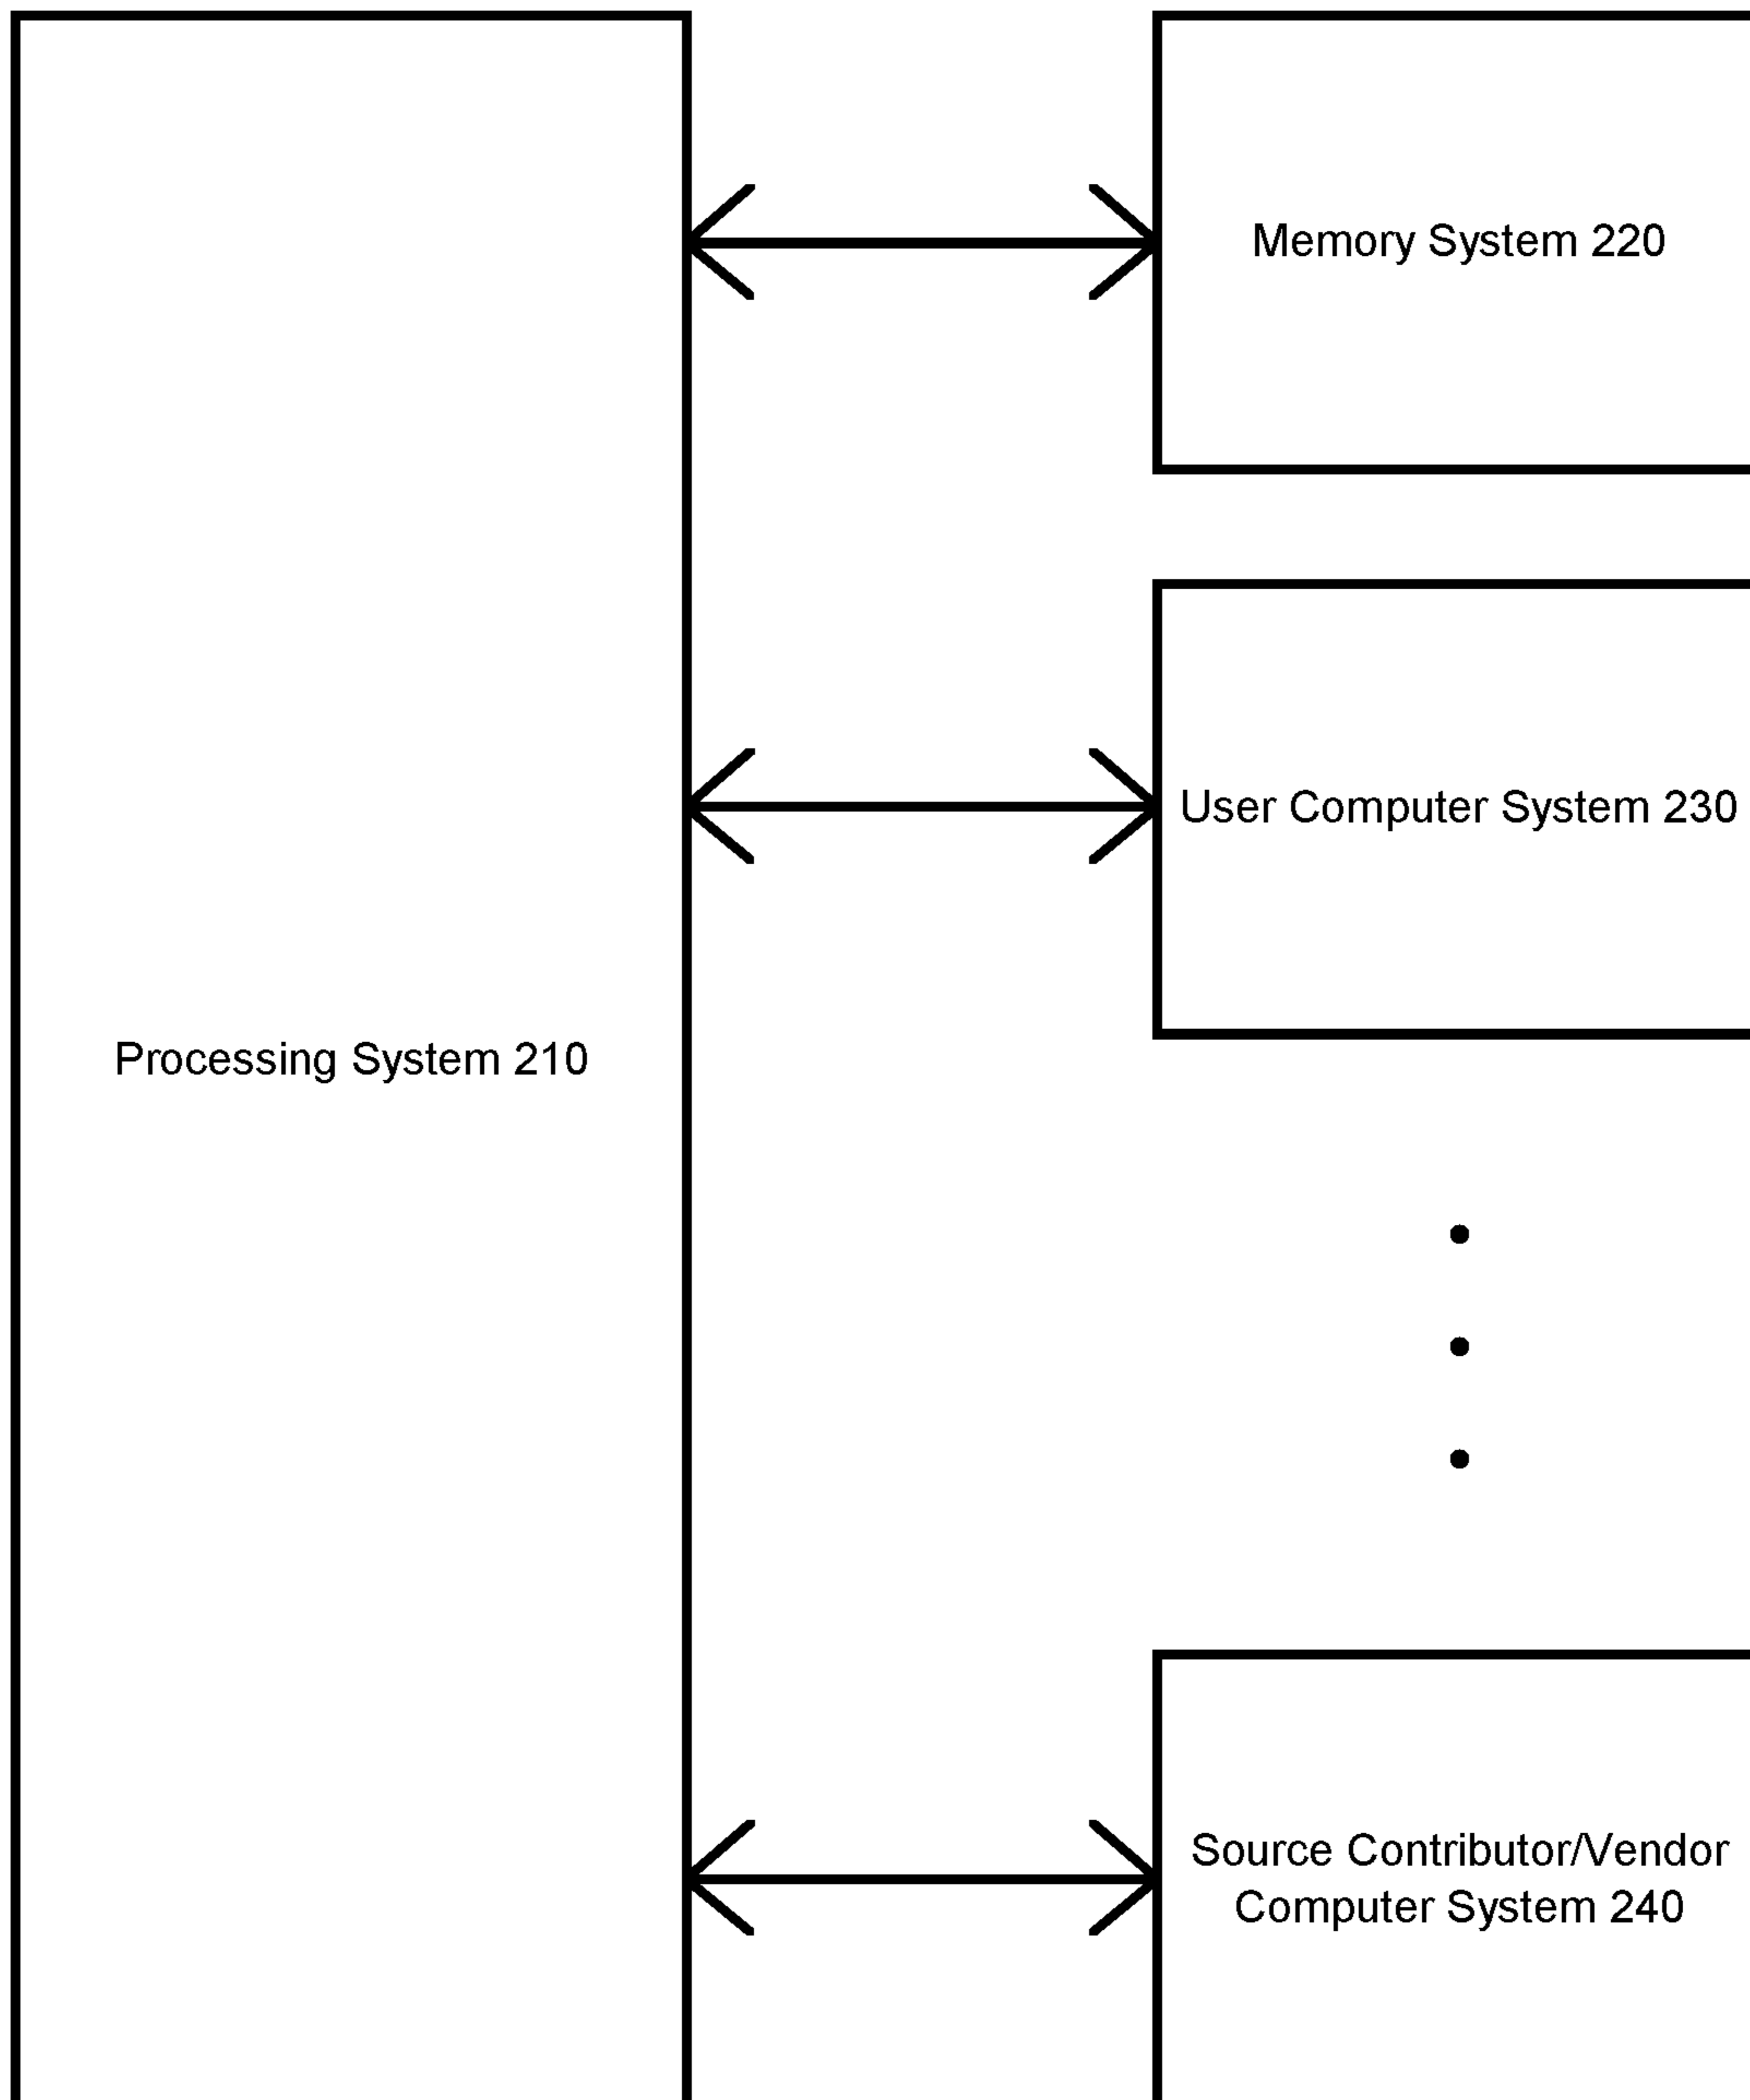 Memory System 220
User Computer System 230
Processing System 210
Source Contributor/Vendor
Computer System 240